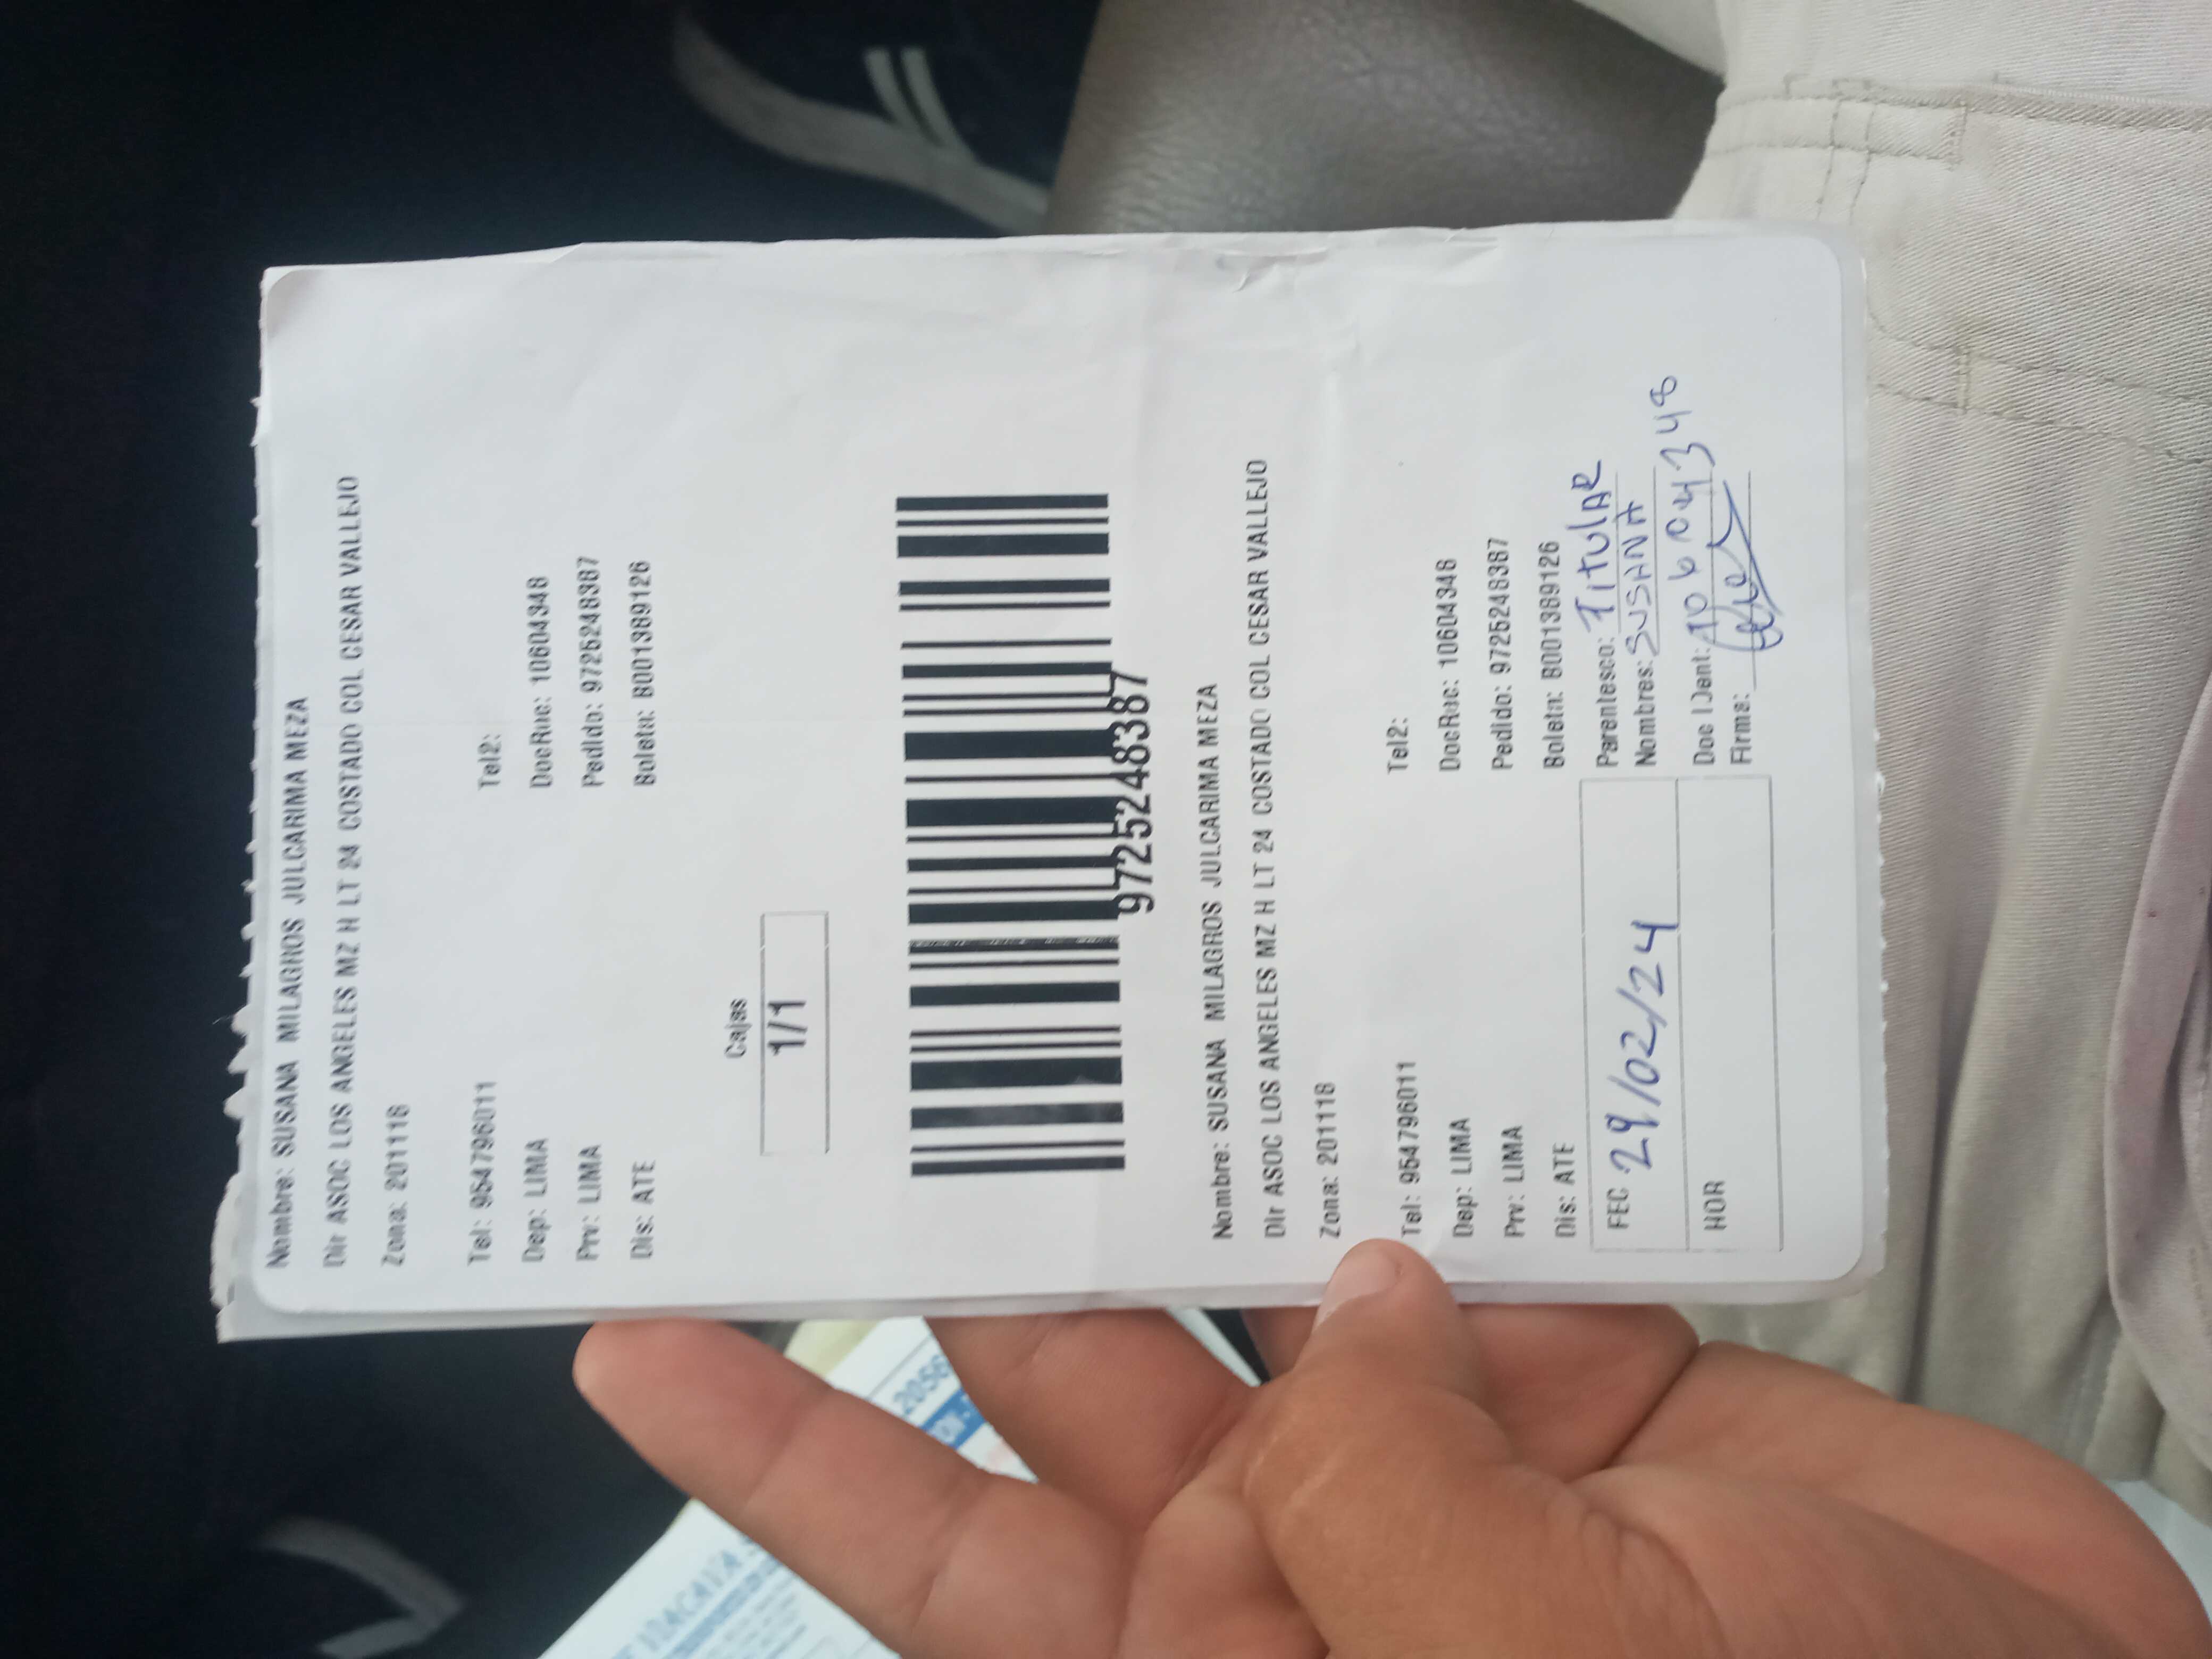 Nombre: SUSANA MILAGROS JULCARIMA MEZA
Dir ASOC LOS ANGELES MZ H LT 24 COSTADO COL CESAR VALLEJO
Zona: 201118
Tel: 954796011 Tel2:
Dep: LIMA DocRuc: 10604348
Prv: LIMA Pedido: 9725248387
Dis: ATE Boleta: B001389126
Cajas
1/1
9725248387
Nombre: SUSANA MILAGROS JULCARIMA MEZA
Dir ASOC LOS ANGELES MZ H LT 24 COSTADO COL CESAR VALLEJO
Zona: 201118
Tel: 954796011 Tel2:
Dep: LIMA DocRuc: 10604348
Prv: LIMA Pedido: 9725248387
Dis: ATE Boleta: B001389126
FEC 29/02/24 Parentesco: TitulAR
Nombres: SUSANA
HOR Doc IDent: 10604348
Firma:
2056